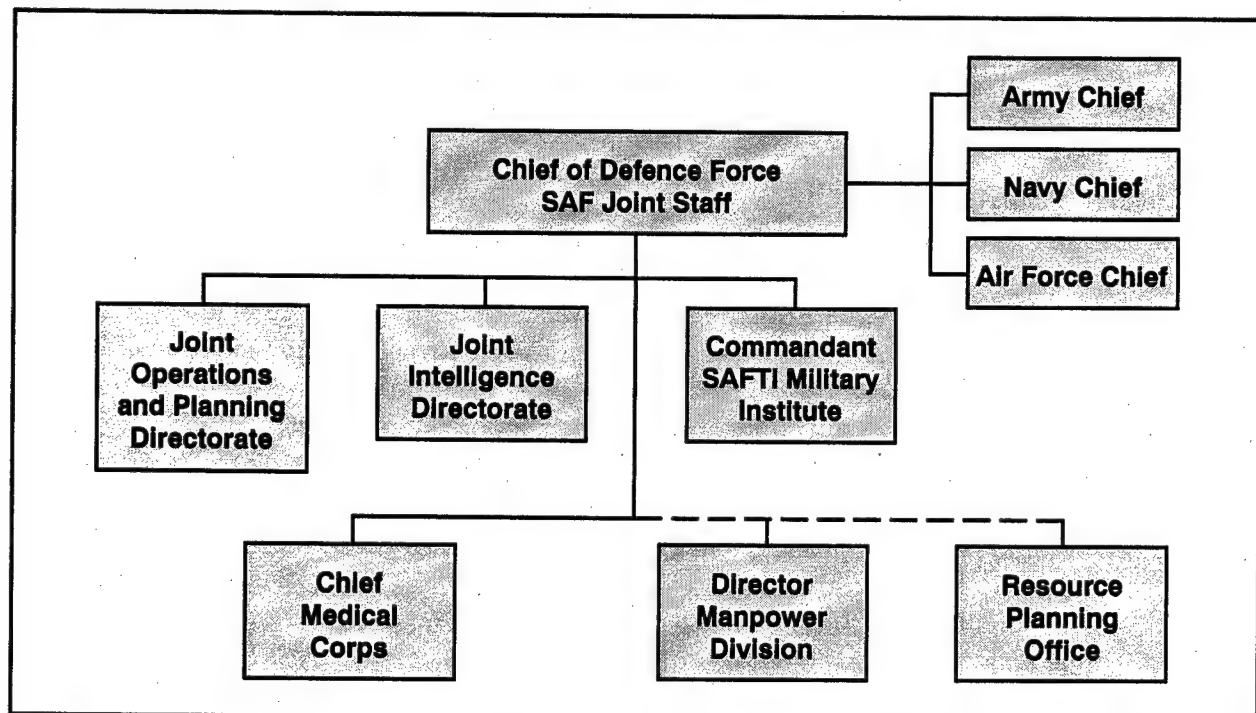 Army Chief
Chief of Defence Force
SAF Joint Staff
Navy Chief
Air Force Chief
Joint
Operations
and Planning
Directorate
Joint
Intelligence
Directorate
Commandant
SAFTI Military
Institute
Chief
Medical
Corps
Director
Manpower
Division
Resource
Planning
Office